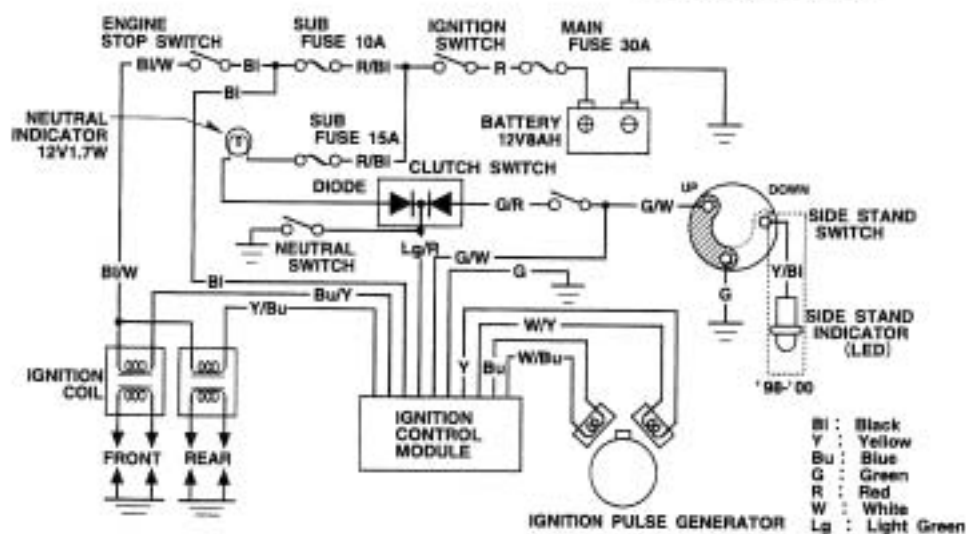 ENGINE
STOP SWITCH
SUB
FUSE 10A
IGNITION
SWITCH
MAIN
FUSE 30A
Bl/W
Bl
R/Bl
R
Bl
NEUTRAL
INDICATOR
12V1.7W
SUB
FUSE 15A
R/Bl
BATTERY
12V8AH
CLUTCH SWITCH
DIODE
G/R
G/W
UP
DOWN
SIDE STAND
SWITCH
NEUTRAL
SWITCH
Lg/R
G/W
G
Bl/W
Bl
Bu/Y
Y/Bu
Y/Bl
G
W/Y
Y
Bu
W/Bu
SIDE STAND
INDICATOR
(LED)
'98-'00
IGNITION
COIL
IGNITION
CONTROL
MODULE
FRONT
REAR
IGNITION PULSE GENERATOR
Bl : Black
Y : Yellow
Bu : Blue
G : Green
R : Red
W : White
Lg : Light Green